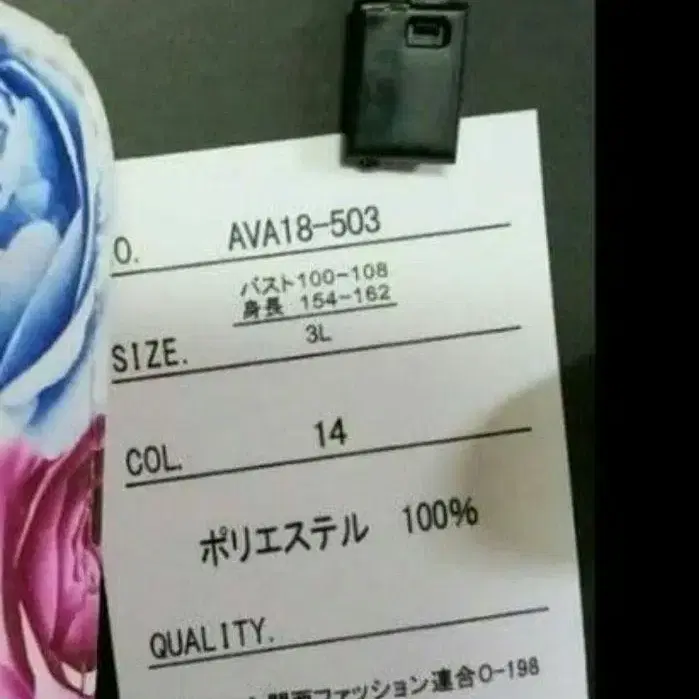 O. AVA18-503
バスト100-108
身長 154-162
SIZE. 3L
COL. 14
ポリエステル 100%
QUALITY.
関西ファッション連合0-198